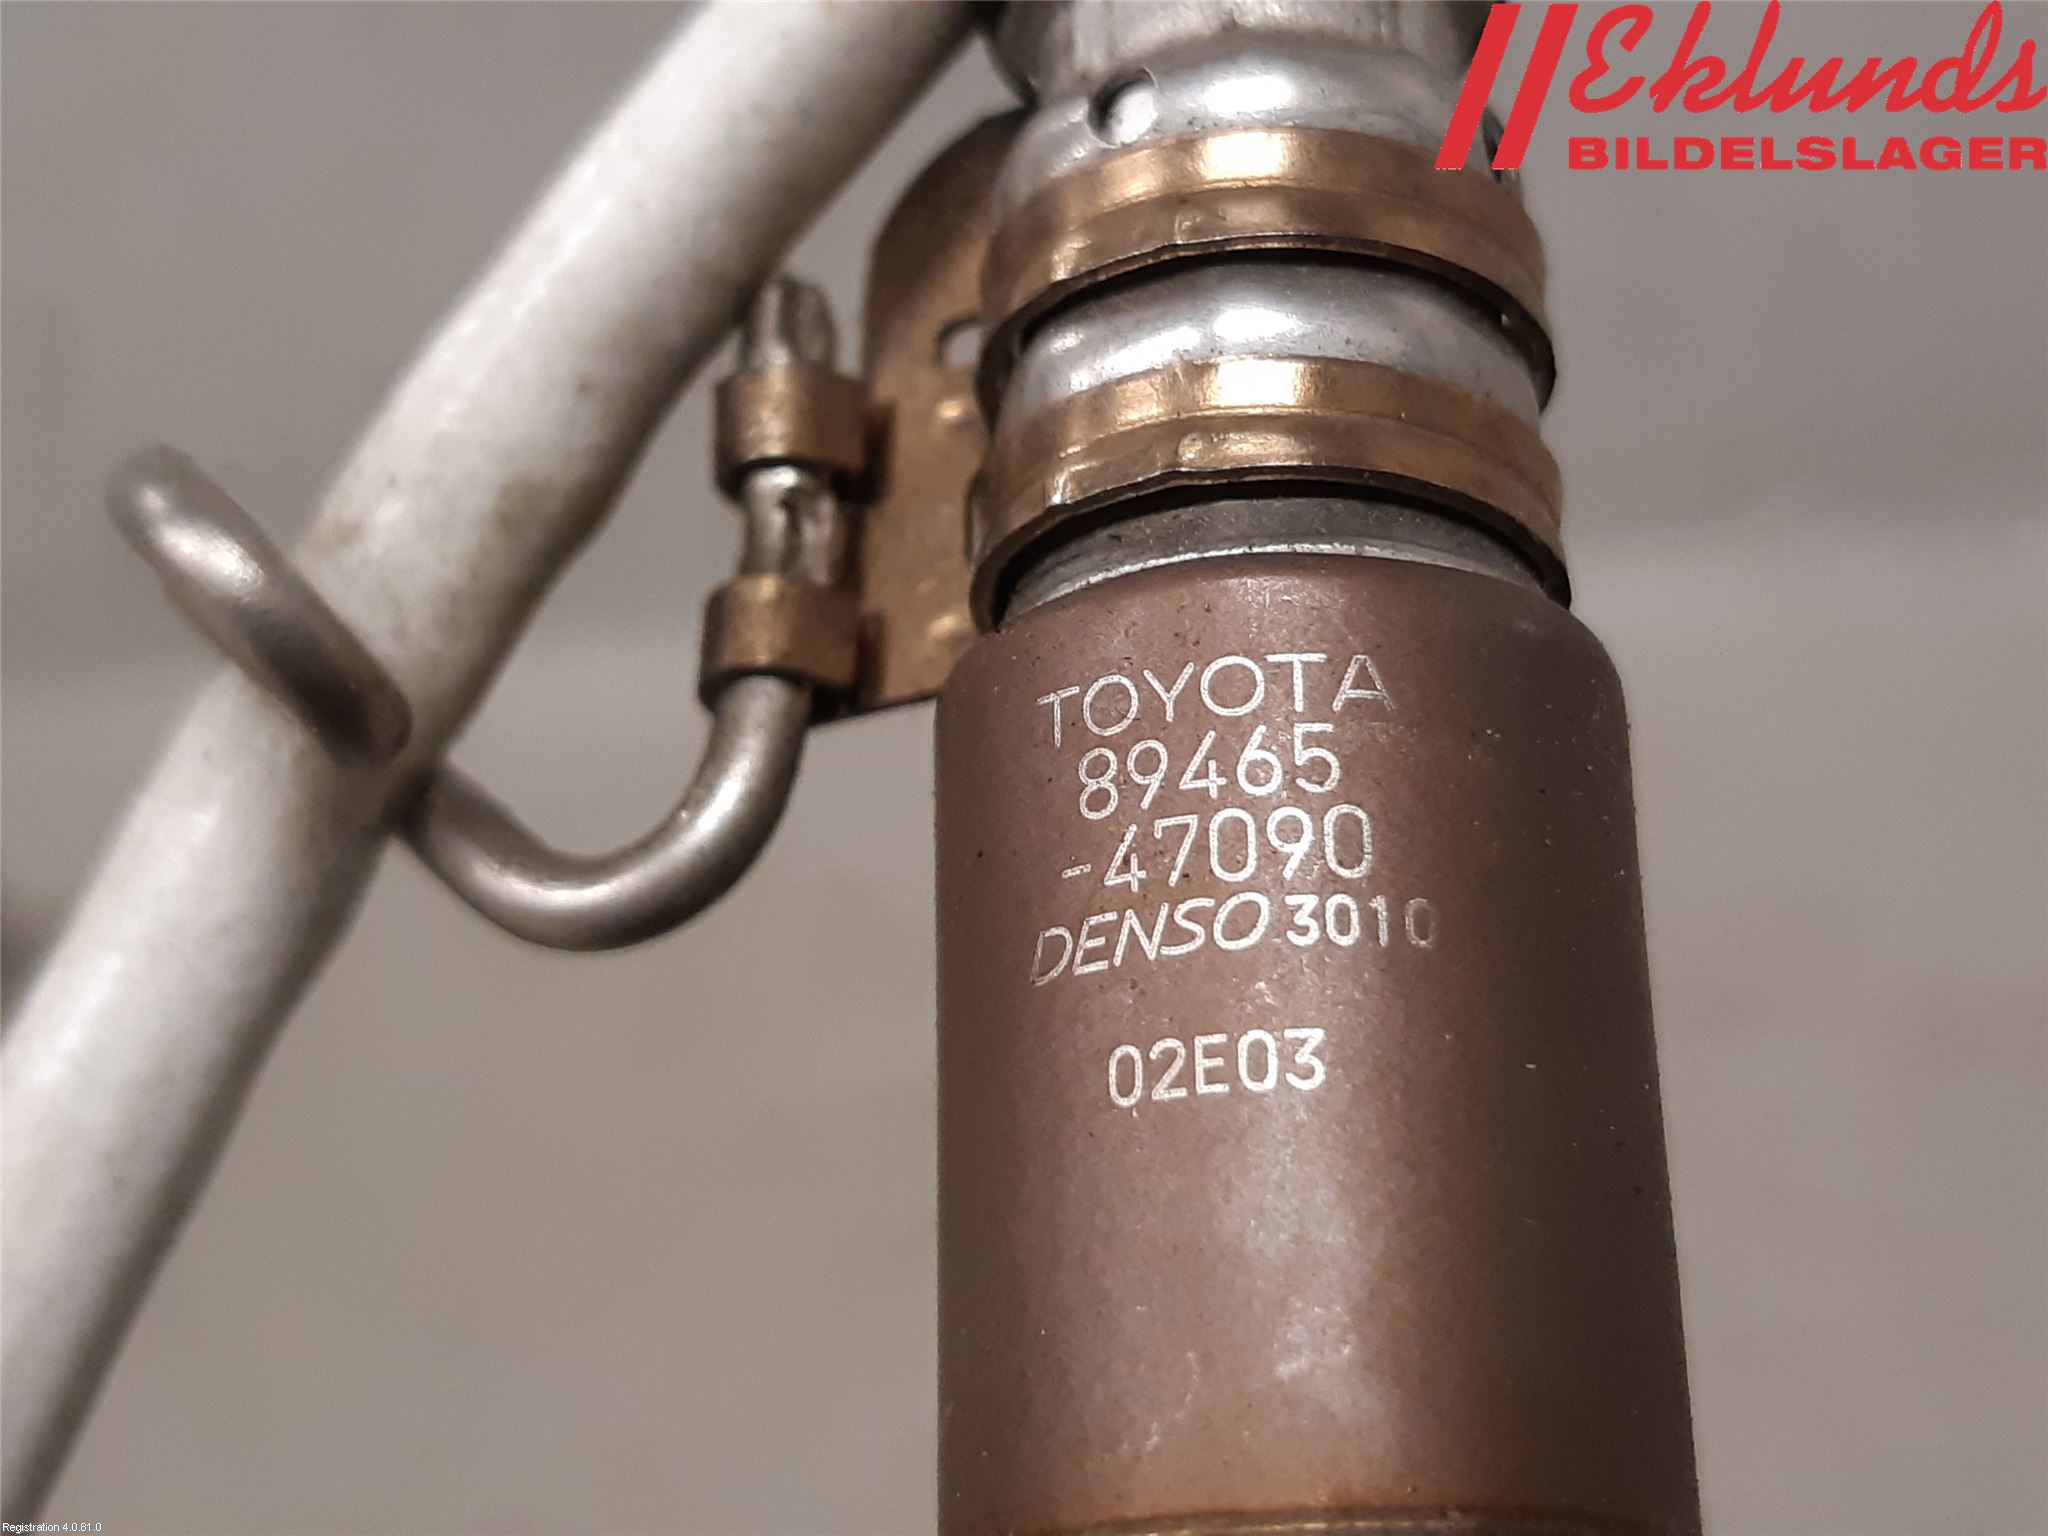 Eklunds
BILDELSLAGER
TOYOTA
89465
-47090
DENSO 3010
02E03
Registration 4.0.81.0